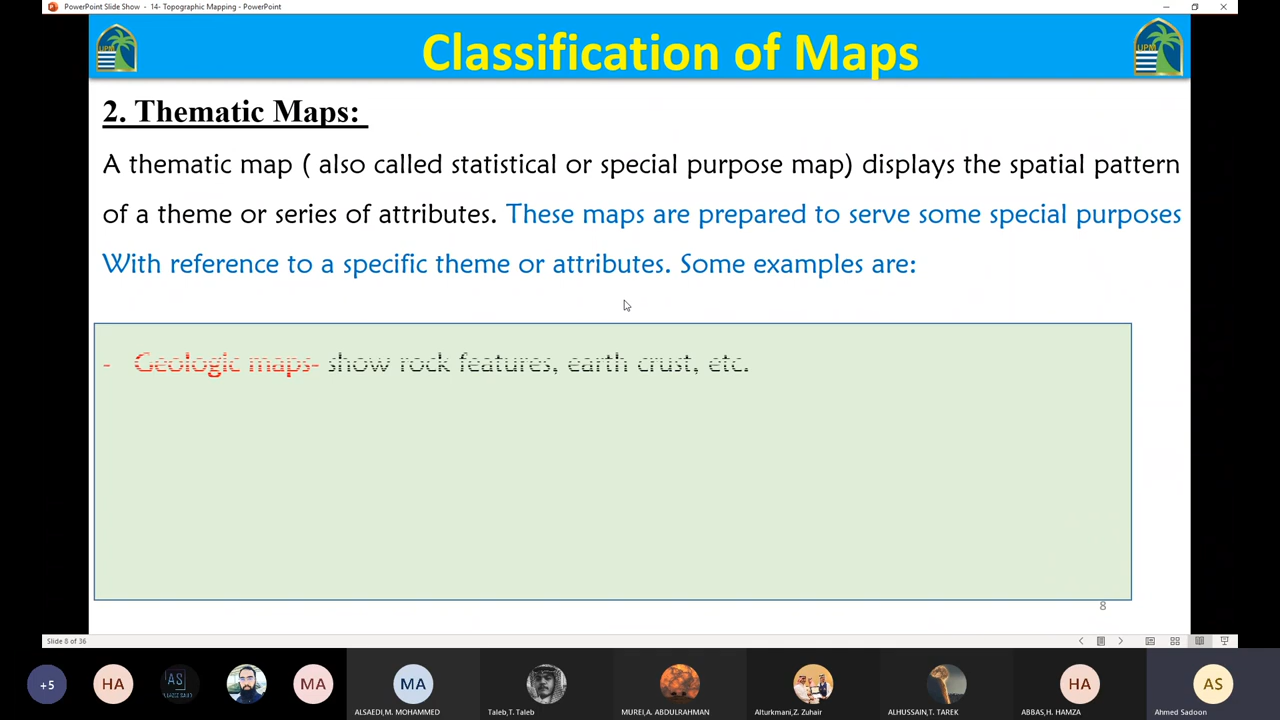 PowerPoint Slide Show - 14- Topographic Mapping - PowerPoint
UPM
Classification of Maps
UPM
2. Thematic Maps:
A thematic map ( also called statistical or special purpose map) displays the spatial pattern
of a theme or series of attributes. These maps are prepared to serve some special purposes
With reference to a specific theme or attributes. Some examples are:
- Geologic maps- show rock features, earth crust, etc.
8
Slide 8 of 36
+5
HA
AS
MA
MA
HA
AS
ALSAEDI,M. MOHAMMED
Taleb,T. Taleb
MUREI,A. ABDULRAHMAN
Alturkmani,Z. Zuhair
ALHUSSAIN,T. TAREK
ABBAS,H. HAMZA
Ahmed Sadoon